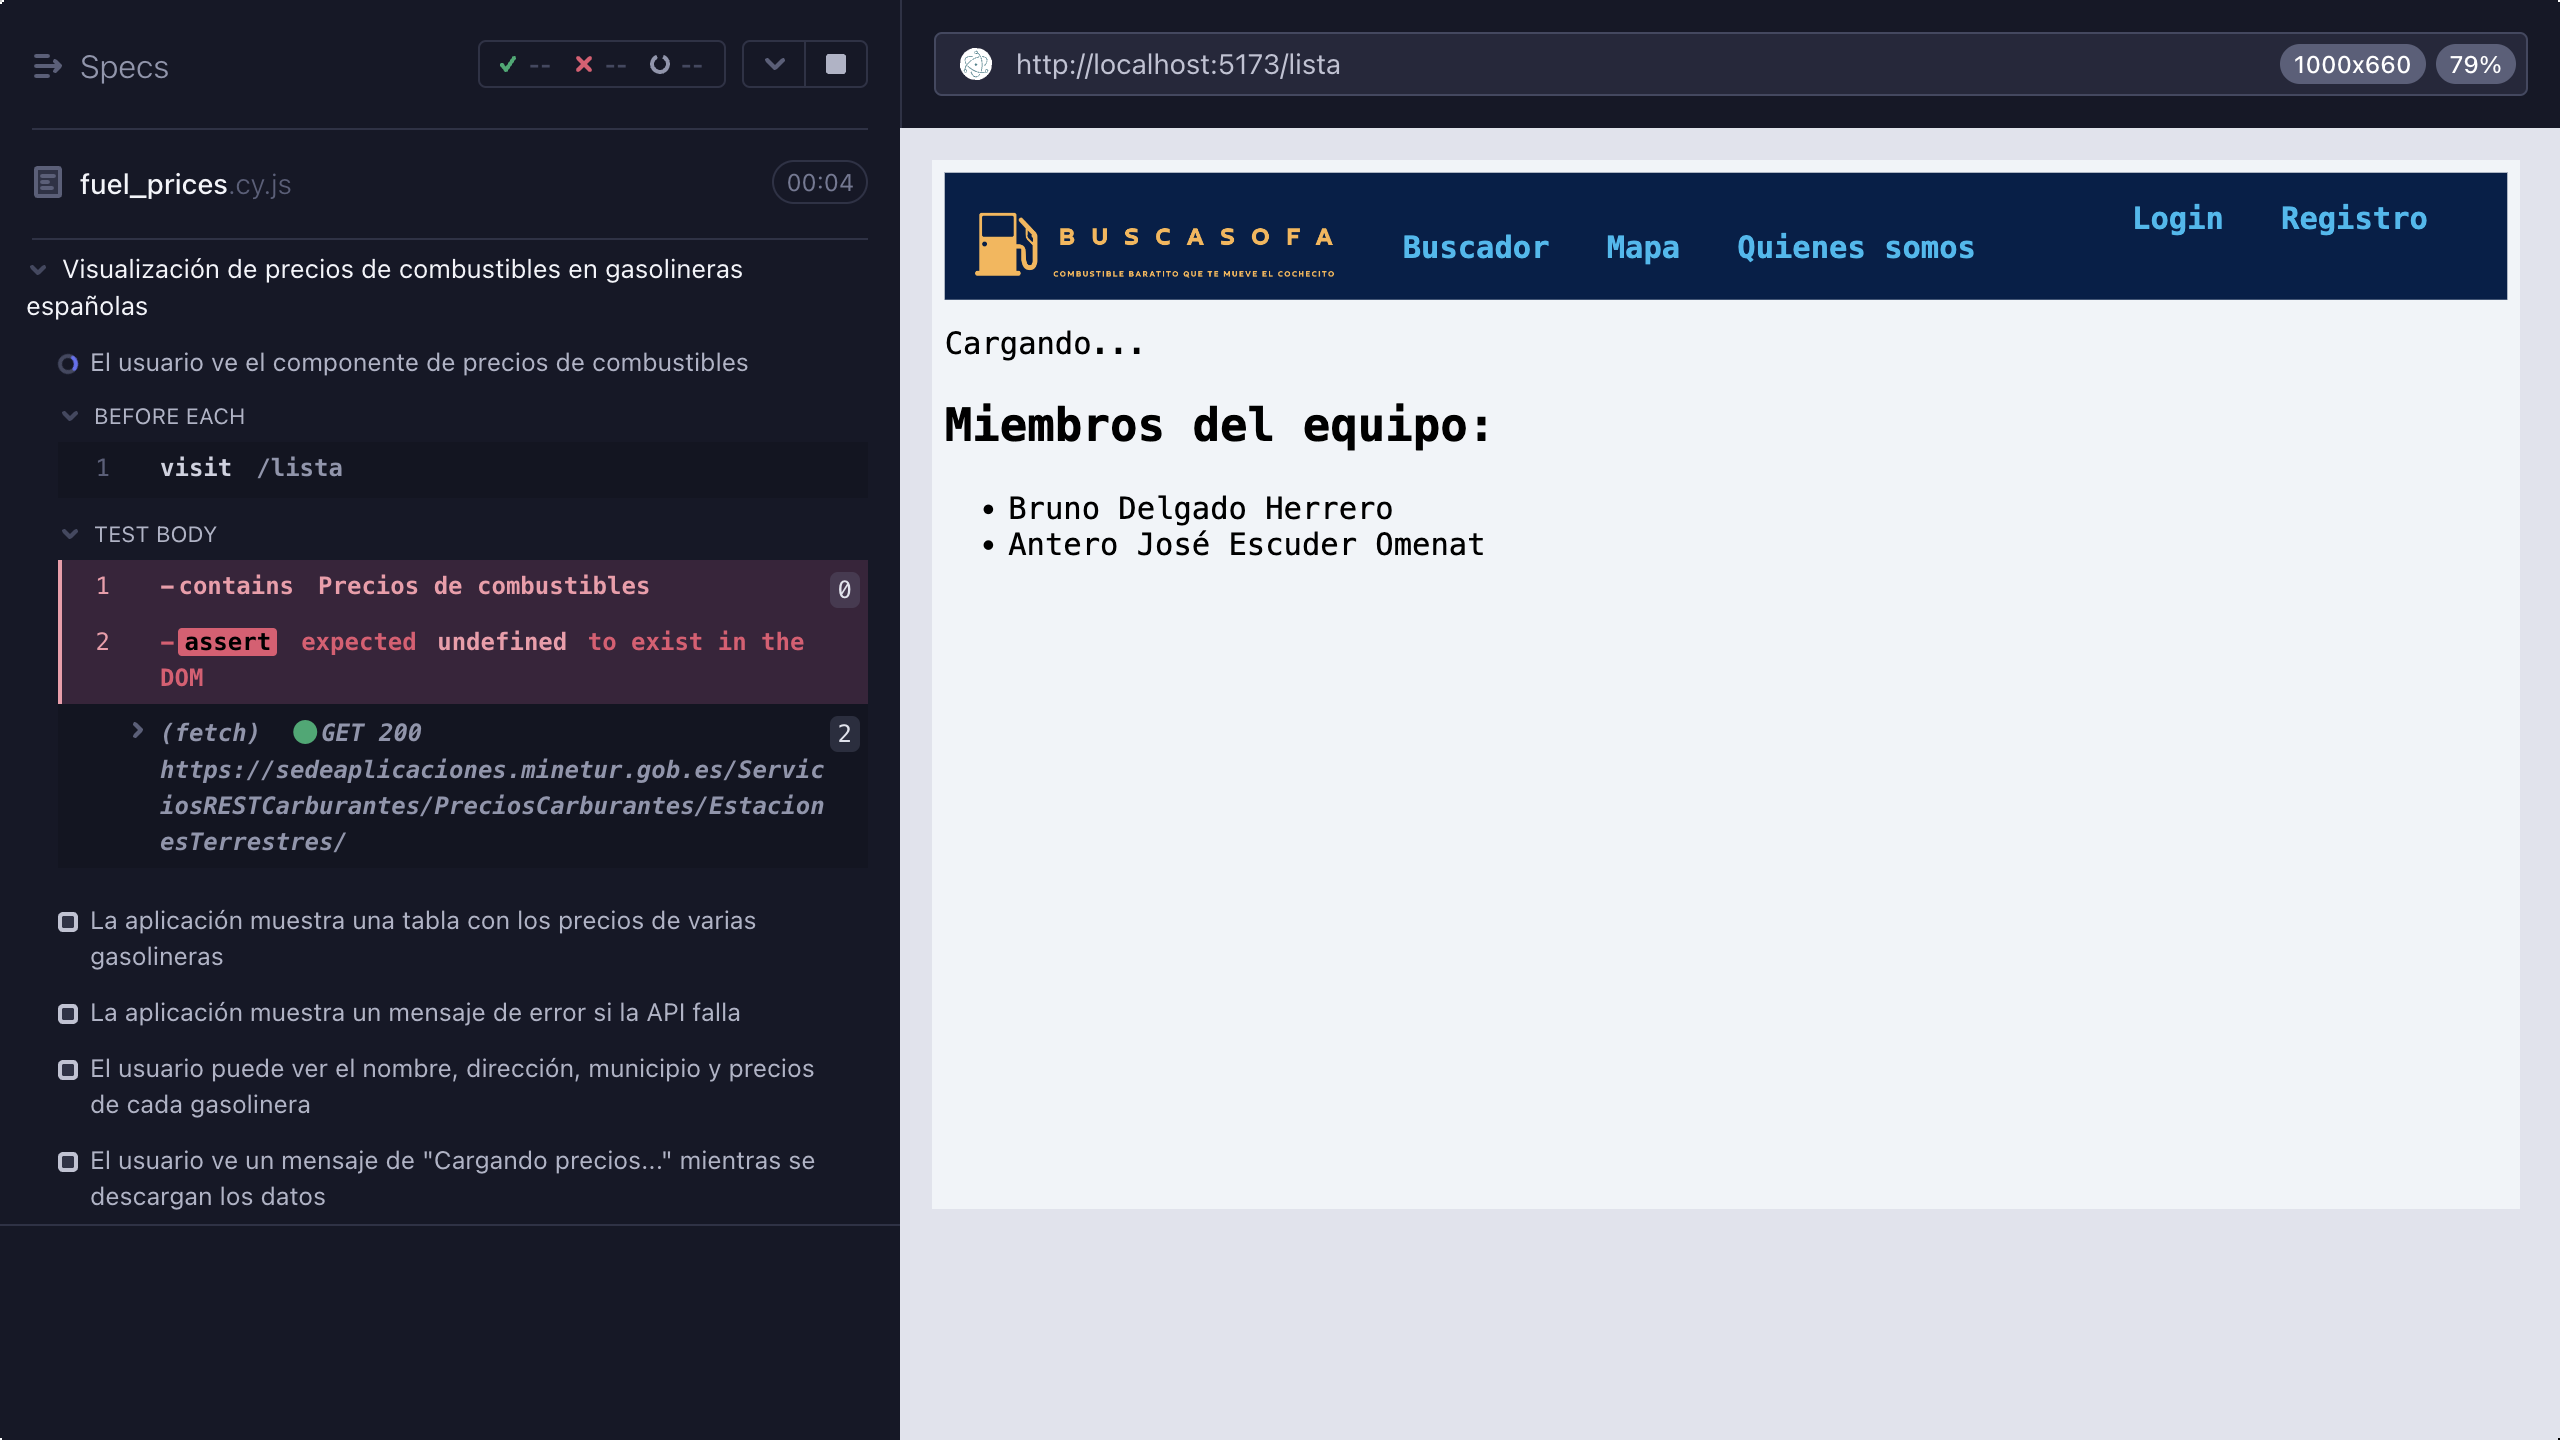 Specs
-- -- --
fuel_prices.cy.js
00:04
Visualización de precios de combustibles en gasolineras
españolas
El usuario ve el componente de precios de combustibles
BEFORE EACH
1 visit /lista
TEST BODY
1 -contains Precios de combustibles 0
2 -assert expected undefined to exist in the
DOM
(fetch) GET 200 2
https://sedeaplicaciones.minetur.gob.es/Servic
iosRESTCarburantes/PreciosCarburantes/Estacion
esTerrestres/
La aplicación muestra una tabla con los precios de varias
gasolineras
La aplicación muestra un mensaje de error si la API falla
El usuario puede ver el nombre, dirección, municipio y precios
de cada gasolinera
El usuario ve un mensaje de "Cargando precios..." mientras se
descargan los datos
http://localhost:5173/lista
1000x660 79%
BUSCASOFA
COMBUSTIBLE BARATITO QUE TE MUEVE EL COCHECITO
Buscador Mapa Quienes somos
Login Registro
Cargando...
Miembros del equipo:
• Bruno Delgado Herrero
• Antero José Escuder Omenat